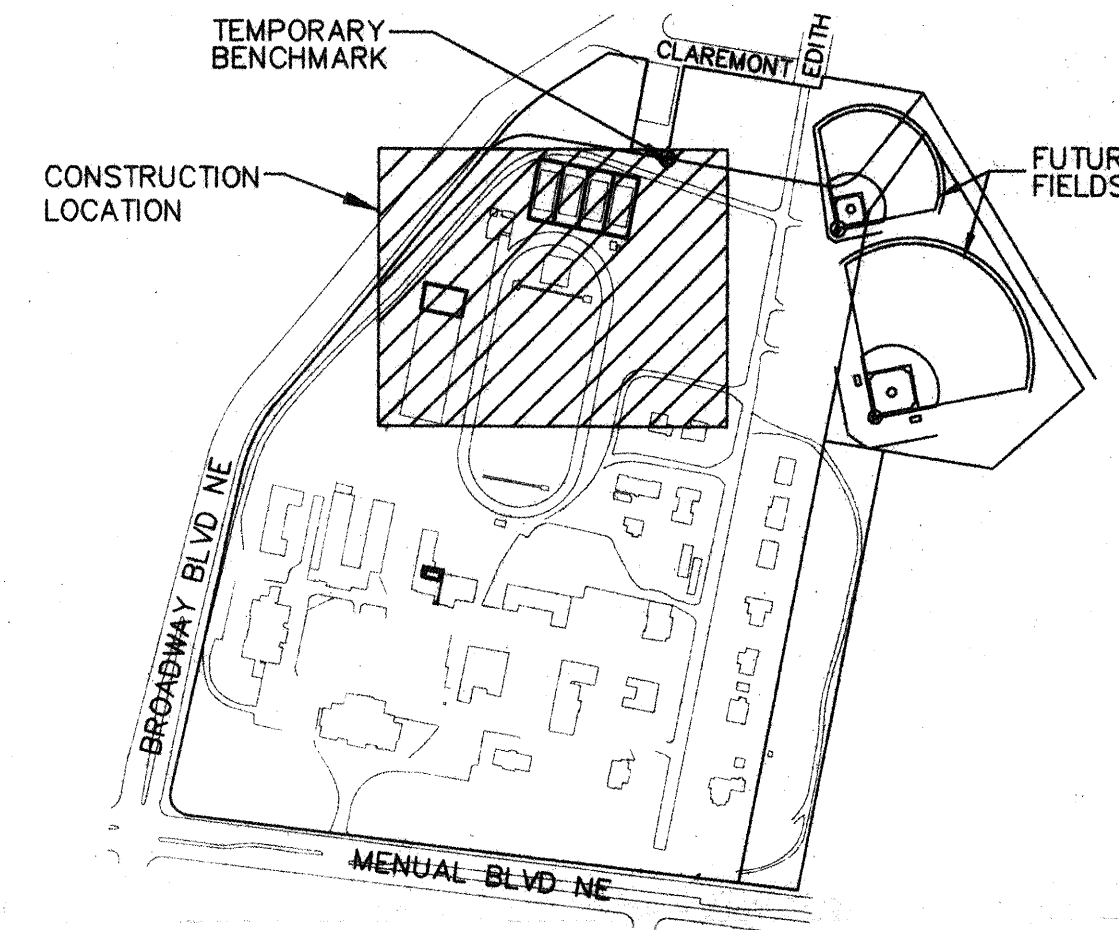 TEMPORARY
BENCHMARK
CLAREMONT
EDITH
CONSTRUCTION
LOCATION
FUTUR
FIELDS
BROADWAY BLVD NE
MENUAL BLVD NE